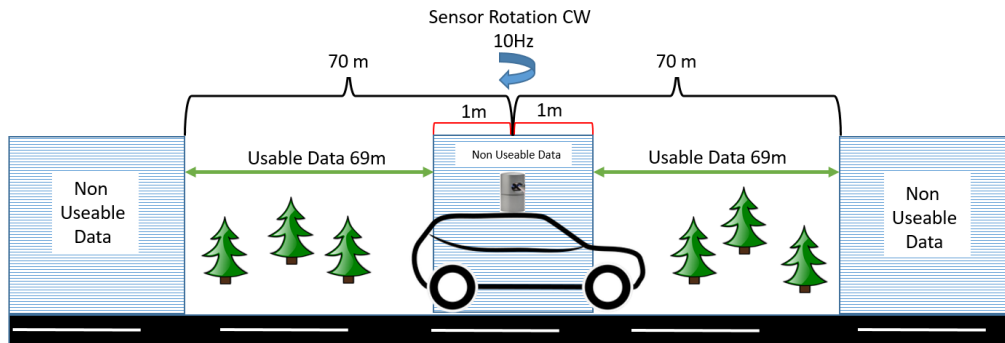 Sensor Rotation CW
10Hz
70 m
70 m
1m
1m
Usable Data 69m
Non Useable Data
Usable Data 69m
Non
Useable
Data
Non
Useable
Data